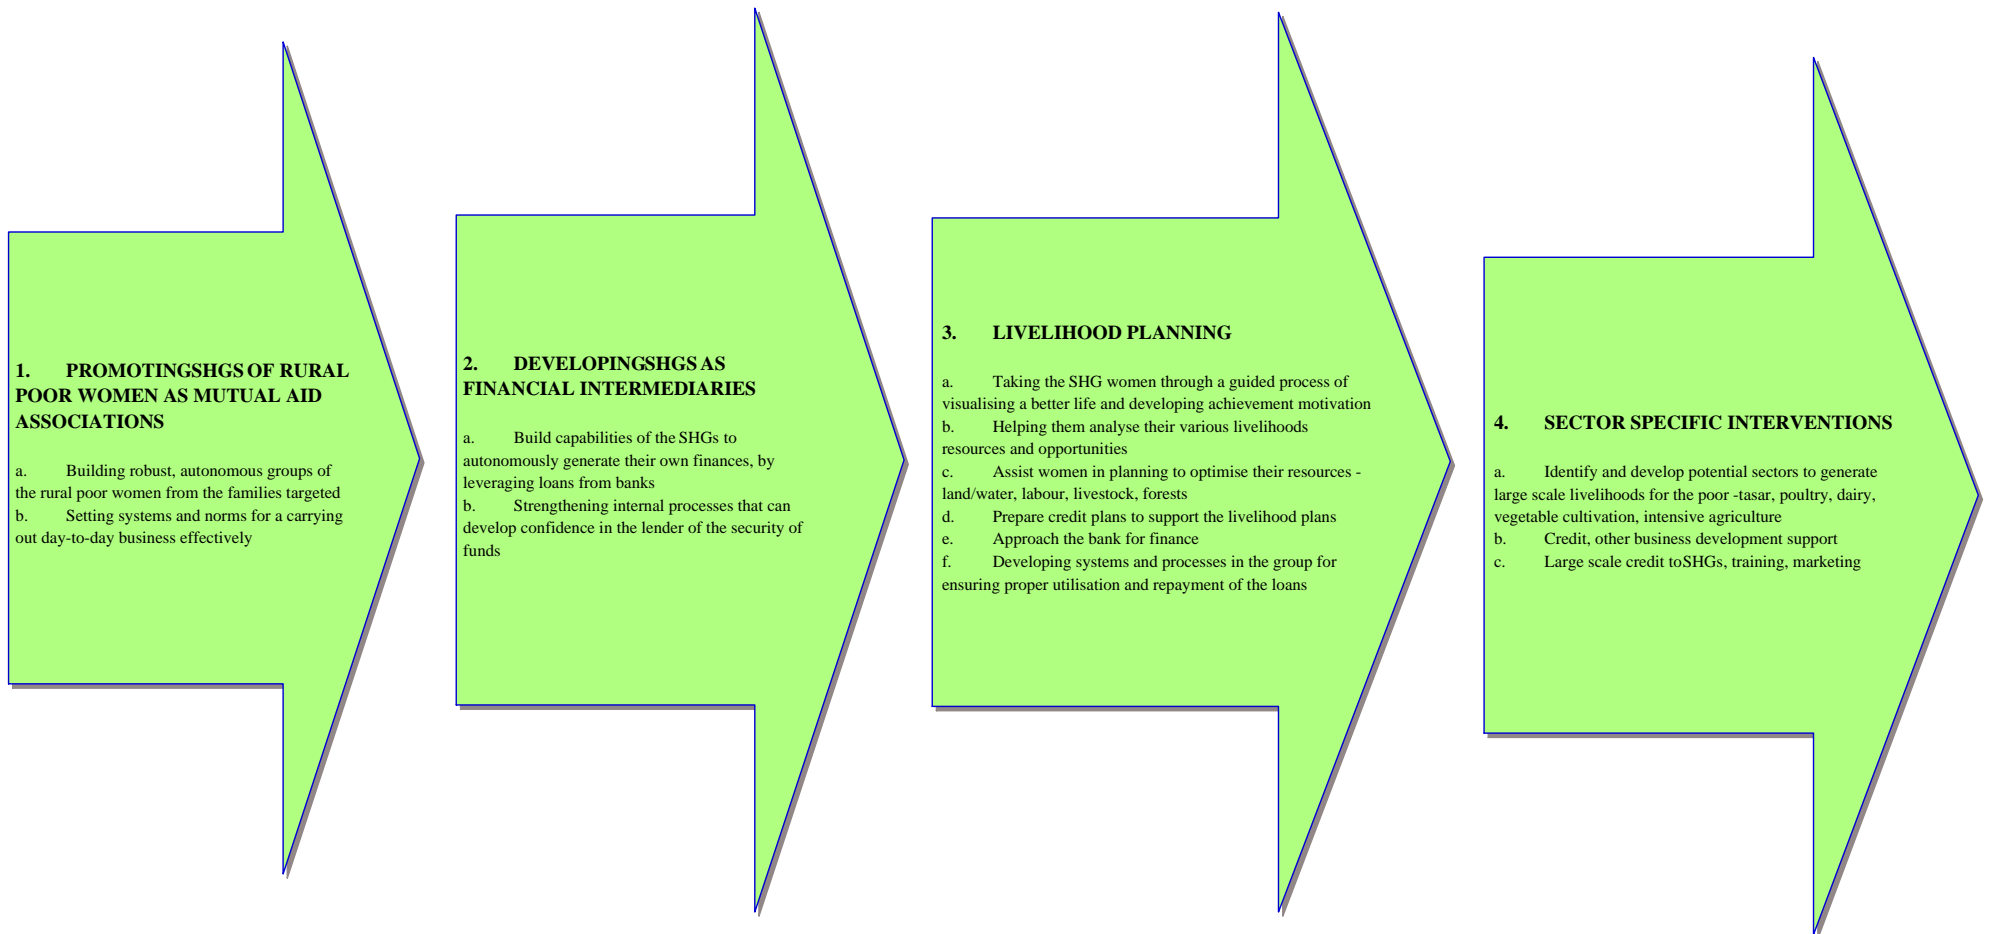 1. PROMOTINGSHGS OF RURAL
POOR WOMEN AS MUTUAL AID
ASSOCIATIONS
a. Building robust, autonomous groups of
the rural poor women from the families targeted
b. Setting systems and norms for a carrying
out day-to-day business effectively
2. DEVELOPINGSHGS AS
FINANCIAL INTERMEDIARIES
a. Build capabilities of the SHGs to
autonomously generate their own finances, by
leveraging loans from banks
b. Strengthening internal processes that can
develop confidence in the lender of the security of
funds
3. LIVELIHOOD PLANNING
a. Taking the SHG women through a guided process of
visualising a better life and developing achievement motivation
b. Helping them analyse their various livelihoods
resources and opportunities
c. Assist women in planning to optimise their resources -
land/water, labour, livestock, forests
d. Prepare credit plans to support the livelihood plans
e. Approach the bank for finance
f. Developing systems and processes in the group for
ensuring proper utilisation and repayment of the loans
4. SECTOR SPECIFIC INTERVENTIONS
a. Identify and develop potential sectors to generate
large scale livelihoods for the poor -tasar, poultry, dairy,
vegetable cultivation, intensive agriculture
b. Credit, other business development support
c. Large scale credit toSHGs, training, marketing